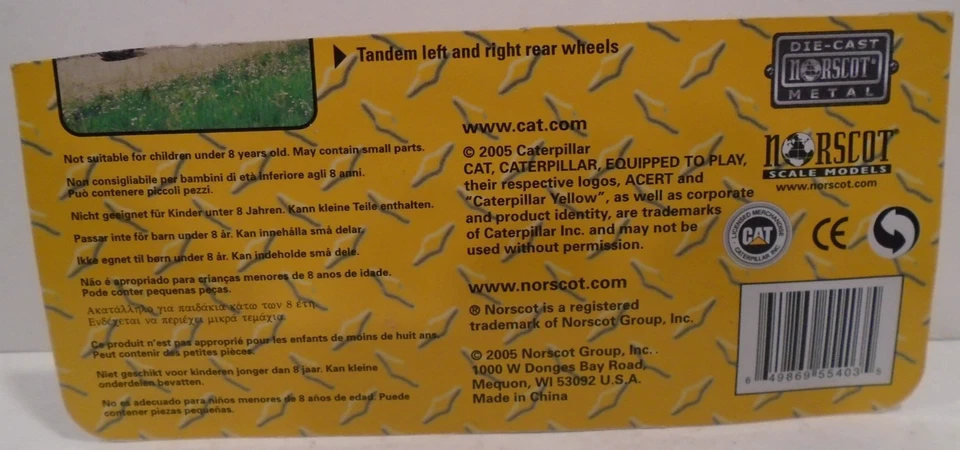 Tandem left and right rear wheels
Not suitable for children under 8 years old. May contain small parts.
Non consigliabile per bambini di età inferiore agli 8 anni.
Può contenere piccoli pezzi.
Nicht geeignet für Kinder unter 8 Jahren. Kann kleine Teile enthalten.
Passar inte för barn under 8 år. Kan innehålla små delar.
Ikke egnet til børn under 8 år. Kan indeholde små dele.
Não é apropriado para crianças menores de 8 anos de idade.
Pode conter pequenas peças.
Ακατάλληλο για παιδάκια κάτω των 8 έτη.
Ενδέχεται να περιέχει μικρά τεμάχια.
Ce produit n'est pas approprié pour les enfants de moins de huit ans.
Peut contenir des petites pièces.
Niet geschikt voor kinderen jonger dan 8 jaar. Kan kleine
onderdelen bevatten.
No es adecuado para niños menores de 8 años de edad. Puede
contener piezas pequeñas.
www.cat.com
© 2005 Caterpillar
CAT, CATERPILLAR, EQUIPPED TO PLAY,
their respective logos, ACERT and
“Caterpillar Yellow”, as well as corporate
and product identity, are trademarks
of Caterpillar Inc. and may not be
used without permission.
www.norscot.com
® Norscot is a registered
trademark of Norscot Group, Inc.
© 2005 Norscot Group, Inc.
1000 W Donges Bay Road,
Mequon, WI 53092 U.S.A.
Made in China
DIE-CAST
NORSCOT®
METAL
NORSCOT®
SCALE MODELS
www.norscot.com
LICENSED MERCHANDISE
CAT
CATERPILLAR INC.
CE
6 49869 55403 6